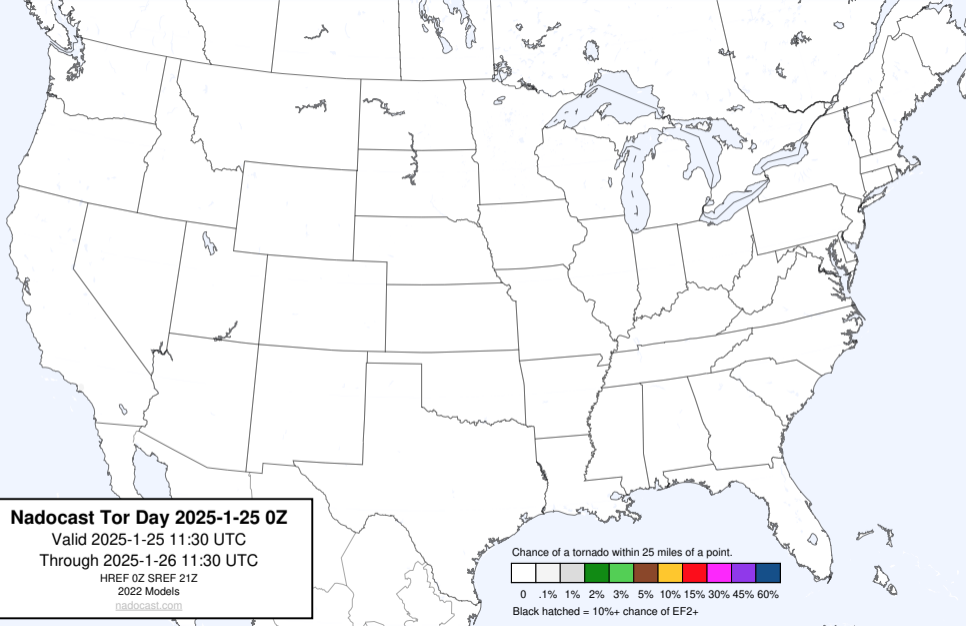 Nadocast Tor Day 2025-1-25 0Z
Valid 2025-1-25 11:30 UTC
Through 2025-1-26 11:30 UTC
HREF 0Z SREF 21Z
2022 Models
nadocast.com
Chance of a tornado within 25 miles of a point.
0 .1% 1% 2% 3% 5% 10% 15% 30% 45% 60%
Black hatched = 10%+ chance of EF2+